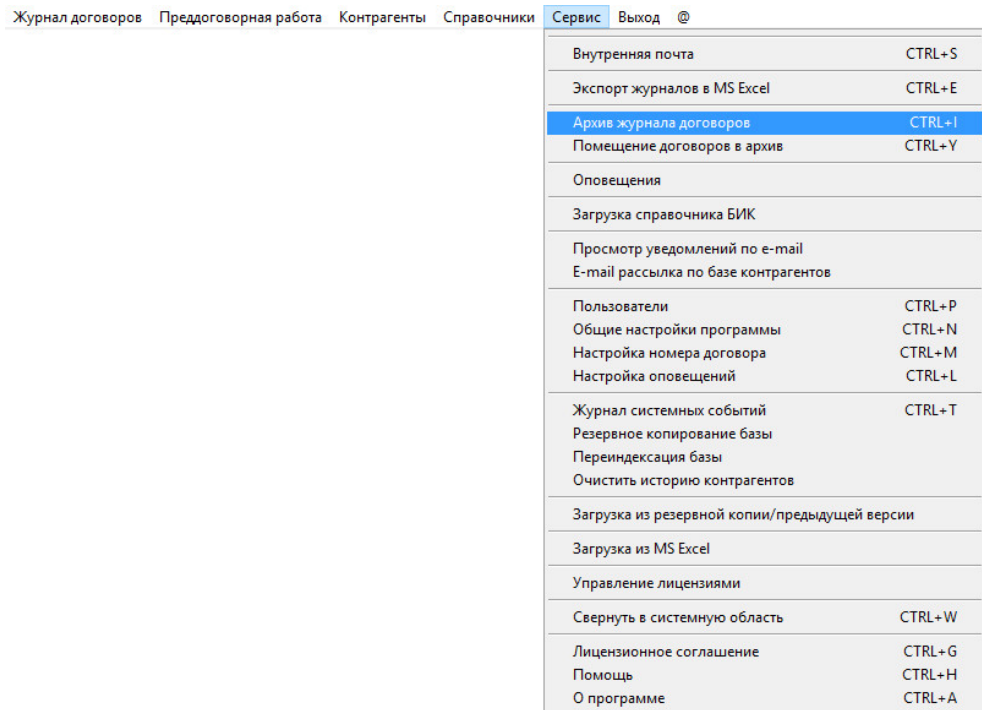 Журнал договоров Преддоговорная работа Контрагенты Справочники Сервис Выход @
Внутренняя почта CTRL+S
Экспорт журналов в MS Excel CTRL+E
Архив журнала договоров CTRL+I
Помещение договоров в архив CTRL+Y
Оповещения
Загрузка справочника БИК
Просмотр уведомлений по e-mail
E-mail рассылка по базе контрагентов
Пользователи CTRL+P
Общие настройки программы CTRL+N
Настройка номера договора CTRL+M
Настройка оповещений CTRL+L
Журнал системных событий CTRL+T
Резервное копирование базы
Переиндексация базы
Очистить историю контрагентов
Загрузка из резервной копии/предыдущей версии
Загрузка из MS Excel
Управление лицензиями
Свернуть в системную область CTRL+W
Лицензионное соглашение CTRL+G
Помощь CTRL+H
О программе CTRL+A